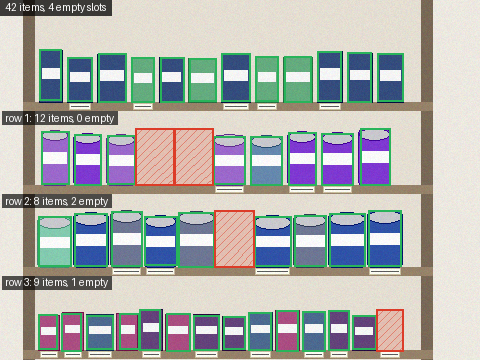 42 items, 4 empty slots
row 1: 12 items, 0 empty
row 2: 8 items, 2 empty
row 3: 9 items, 1 empty